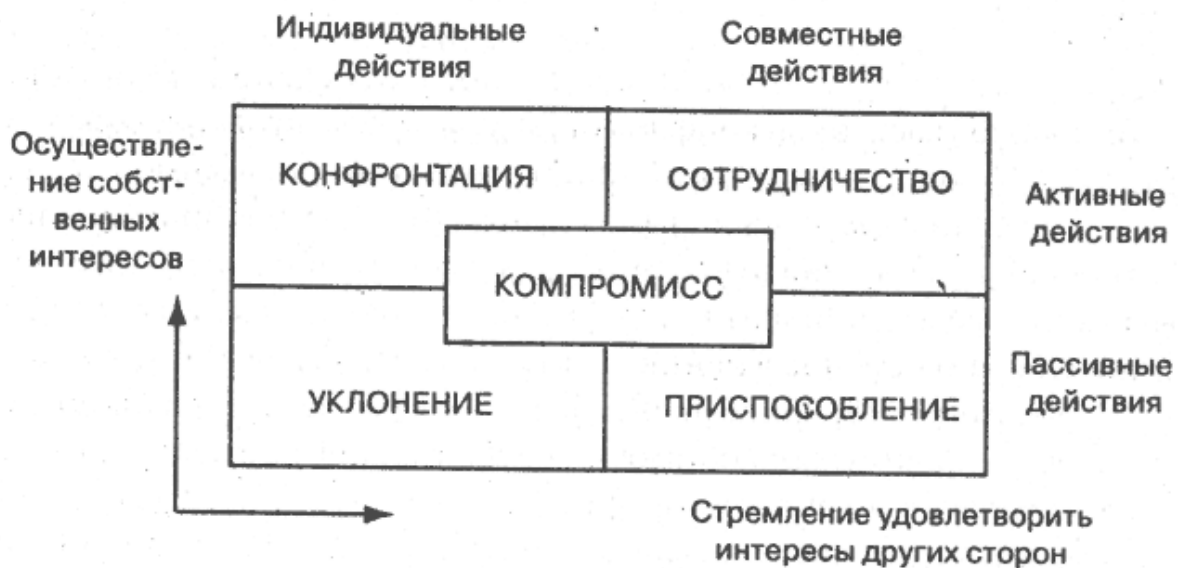 Индивидуальные
действия
Совместные
действия
Осуществле-
ние собст-
венных
интересов
КОНФРОНТАЦИЯ
СОТРУДНИЧЕСТВО
Активные
действия
КОМПРОМИСС
УКЛОНЕНИЕ
ПРИСПОСОБЛЕНИЕ
Пассивные
действия
Стремление удовлетворить
интересы других сторон